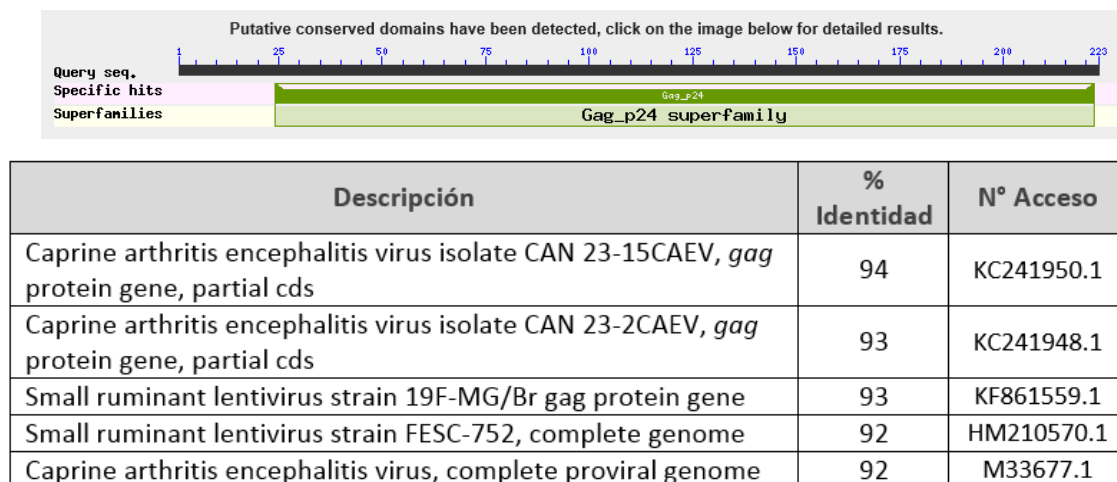 Putative conserved domains have been detected, click on the image below for detailed results.
1 25 50 75 100 125 150 175 200 223
Query seq.
Specific hits Gag_p24
Superfamilies Gag_p24 superfamily
Descripción % Identidad N° Acceso
Caprine arthritis encephalitis virus isolate CAN 23-15CAEV, gag
protein gene, partial cds 94 KC241950.1
Caprine arthritis encephalitis virus isolate CAN 23-2CAEV, gag
protein gene, partial cds 93 KC241948.1
Small ruminant lentivirus strain 19F-MG/Br gag protein gene 93 KF861559.1
Small ruminant lentivirus strain FESC-752, complete genome 92 HM210570.1
Caprine arthritis encephalitis virus, complete proviral genome 92 M33677.1